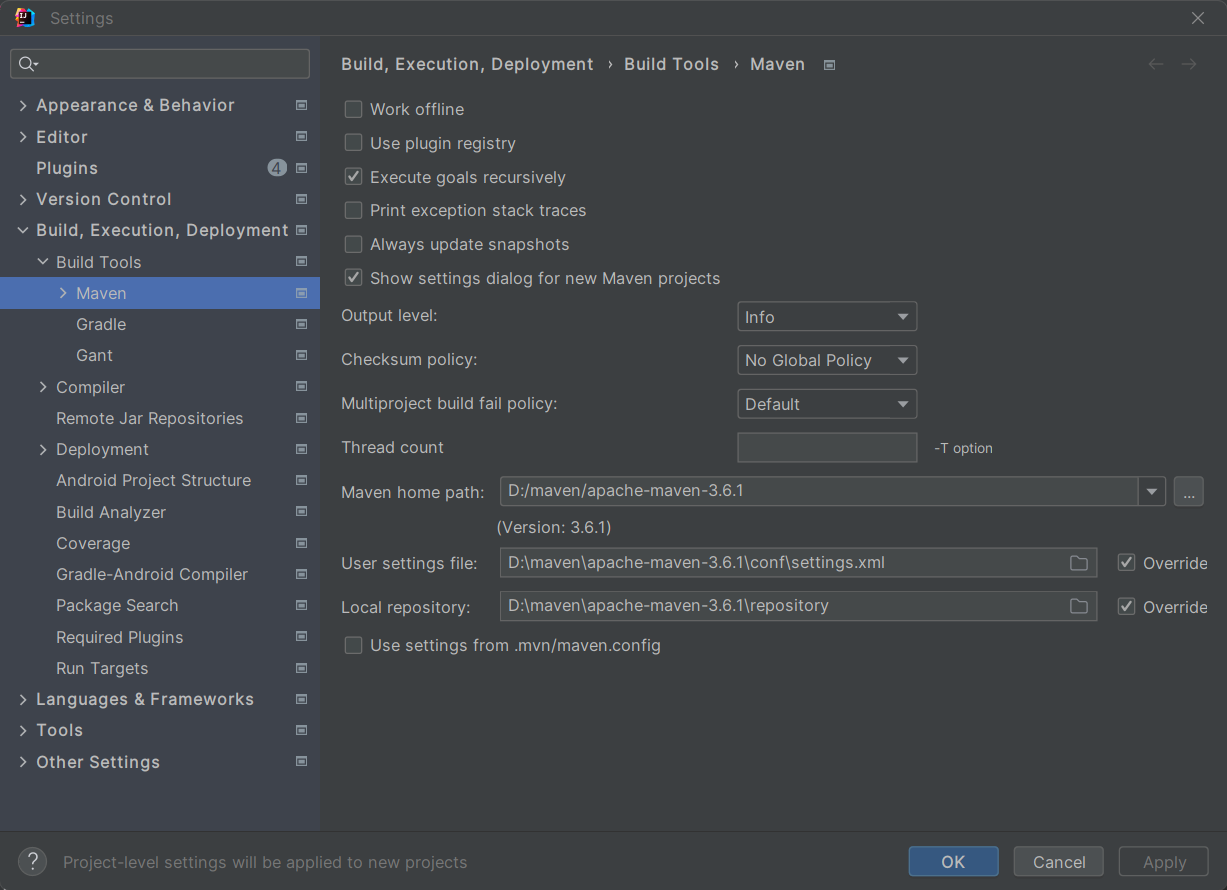 Settings
Build, Execution, Deployment › Build Tools › Maven
Appearance & Behavior
Editor
Plugins 4
Version Control
Build, Execution, Deployment
Build Tools
Maven
Gradle
Gant
Compiler
Remote Jar Repositories
Deployment
Android Project Structure
Build Analyzer
Coverage
Gradle-Android Compiler
Package Search
Required Plugins
Run Targets
Languages & Frameworks
Tools
Other Settings
Work offline
Use plugin registry
Execute goals recursively
Print exception stack traces
Always update snapshots
Show settings dialog for new Maven projects
Output level: Info
Checksum policy: No Global Policy
Multiproject build fail policy: Default
Thread count -T option
Maven home path: D:/maven/apache-maven-3.6.1 ...
(Version: 3.6.1)
User settings file: D:\maven\apache-maven-3.6.1\conf\settings.xml Override
Local repository: D:\maven\apache-maven-3.6.1\repository Override
Use settings from .mvn/maven.config
? Project-level settings will be applied to new projects
OK Cancel Apply